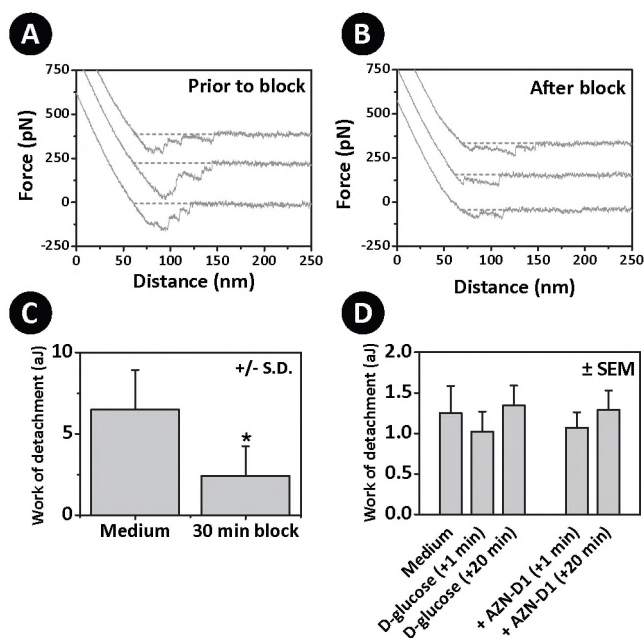 A
750
500
250
0
-250
Force (pN)
Prior to block
0 50 100 150 200 250
Distance (nm)
B
750
500
250
0
-250
Force (pN)
After block
0 50 100 150 200 250
Distance (nm)
C
10
5
0
Work of detachment (aJ)
+/- S.D.
*
Medium 30 min block
D
2.0
1.5
1.0
0.5
0.0
Work of detachment (aJ)
± SEM
Medium
D-glucose (+1 min)
D-glucose (+20 min)
+ AZN-D1 (+1 min)
+ AZN-D1 (+20 min)